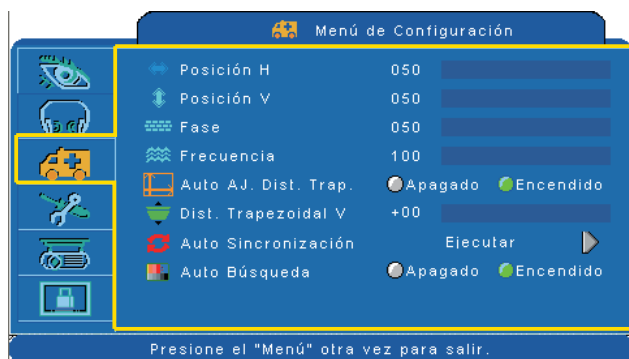 Menú de Configuración
Posición H 050
Posición V 050
Fase 050
Frecuencia 100
Auto AJ. Dist. Trap. Apagado Encendido
Dist. Trapezoidal V +00
Auto Sincronización Ejecutar
Auto Búsqueda Apagado Encendido
Presione el "Menú" otra vez para salir.